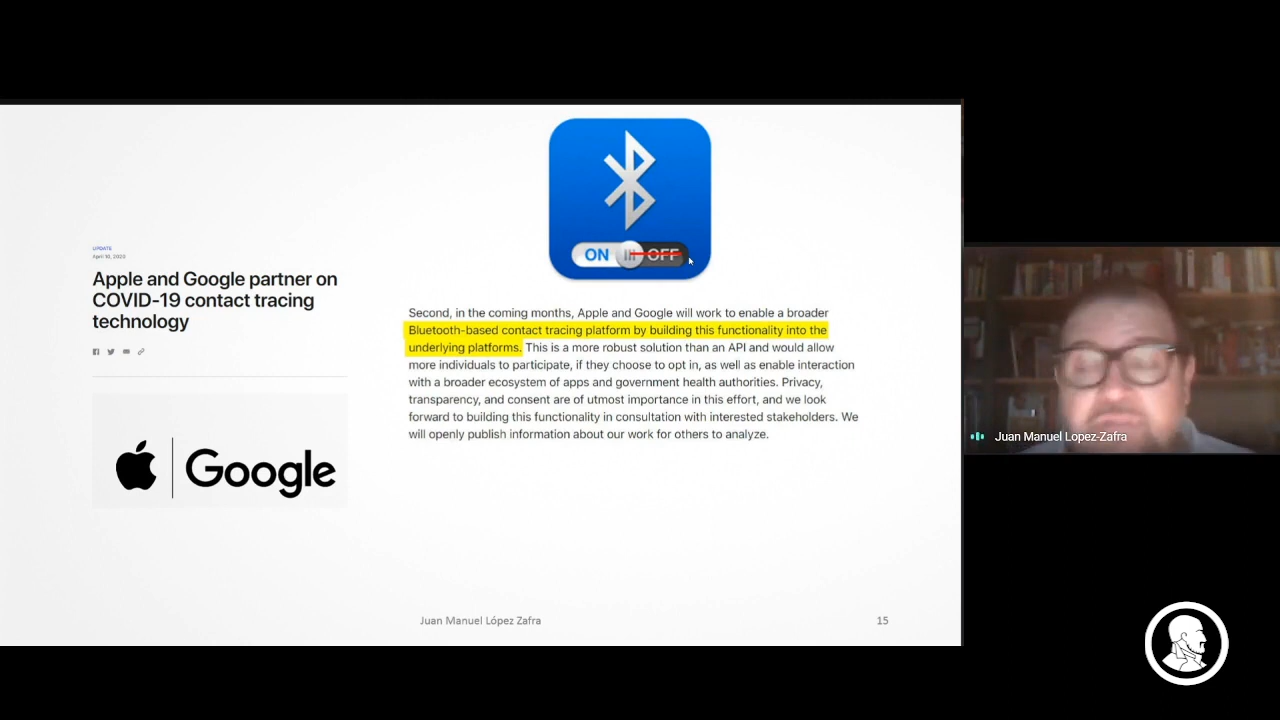 UPDATE
April 10, 2020
Apple and Google partner on
COVID-19 contact tracing
technology
Google
ON
OFF
Second, in the coming months, Apple and Google will work to enable a broader
Bluetooth-based contact tracing platform by building this functionality into the
underlying platforms. This is a more robust solution than an API and would allow
more individuals to participate, if they choose to opt in, as well as enable interaction
with a broader ecosystem of apps and government health authorities. Privacy,
transparency, and consent are of utmost importance in this effort, and we look
forward to building this functionality in consultation with interested stakeholders. We
will openly publish information about our work for others to analyze.
Juan Manuel López Zafra
15
Juan Manuel Lopez-Zafra